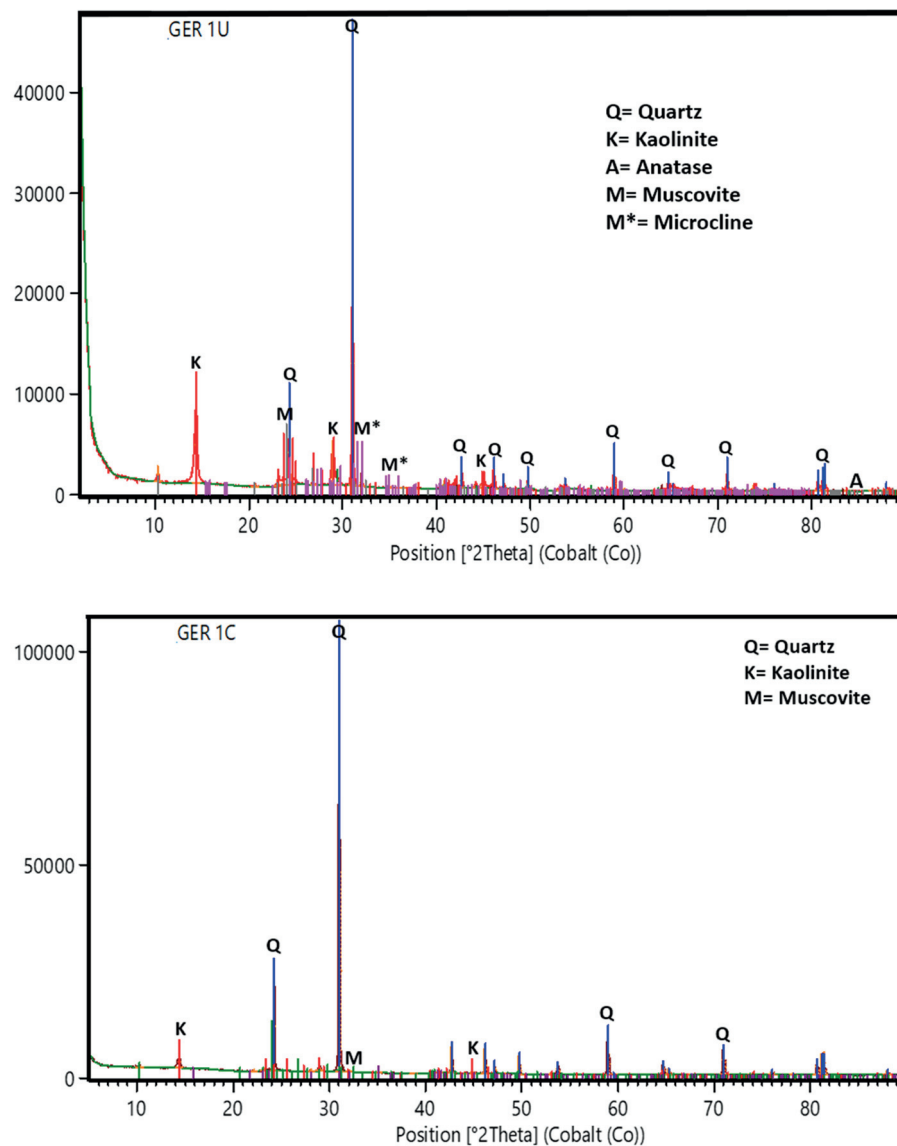 GER 1U
Q
40000
Q= Quartz
K= Kaolinite
A= Anatase
M= Muscovite
M*= Microcline
30000
20000
K
Q
10000
M
K
M*
M*
Q
K
Q
Q
Q
Q
Q
Q
A
0
10 20 30 40 50 60 70 80
Position [°2Theta] (Cobalt (Co))
GER 1C
Q
100000
Q= Quartz
K= Kaolinite
M= Muscovite
50000
Q
K
M
K
Q
Q
0
10 20 30 40 50 60 70 80
Position [°2Theta] (Cobalt (Co))